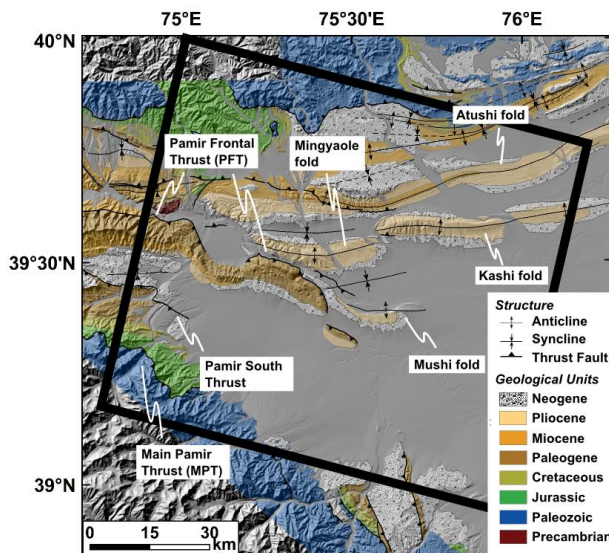 75°E
75°30'E
76°E
40°N
39°30'N
39°N
Atushi fold
Pamir Frontal
Thrust (PFT)
Mingyaole
fold
Kashi fold
Mushi fold
Pamir South
Thrust
Main Pamir
Thrust (MPT)
0 15 30
km
Structure
Anticline
Syncline
Thrust Fault
Geological Units
Neogene
Pliocene
Miocene
Paleogene
Cretaceous
Jurassic
Paleozoic
Precambrian